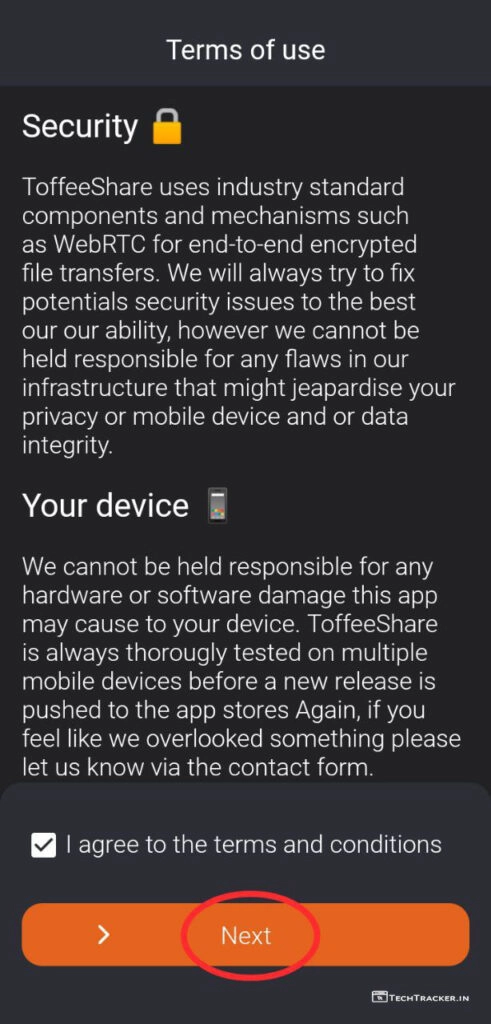 Terms of use
Security
ToffeeShare uses industry standard
components and mechanisms such
as WebRTC for end-to-end encrypted
file transfers. We will always try to fix
potentials security issues to the best
our our ability, however we cannot be
held responsible for any flaws in our
infrastructure that might jeapardise your
privacy or mobile device and or data
integrity.
Your device
We cannot be held responsible for any
hardware or software damage this app
may cause to your device. ToffeeShare
is always thorougly tested on multiple
mobile devices before a new release is
pushed to the app stores Again, if you
feel like we overlooked something please
let us know via the contact form.
I agree to the terms and conditions
Next
TechTracker.in